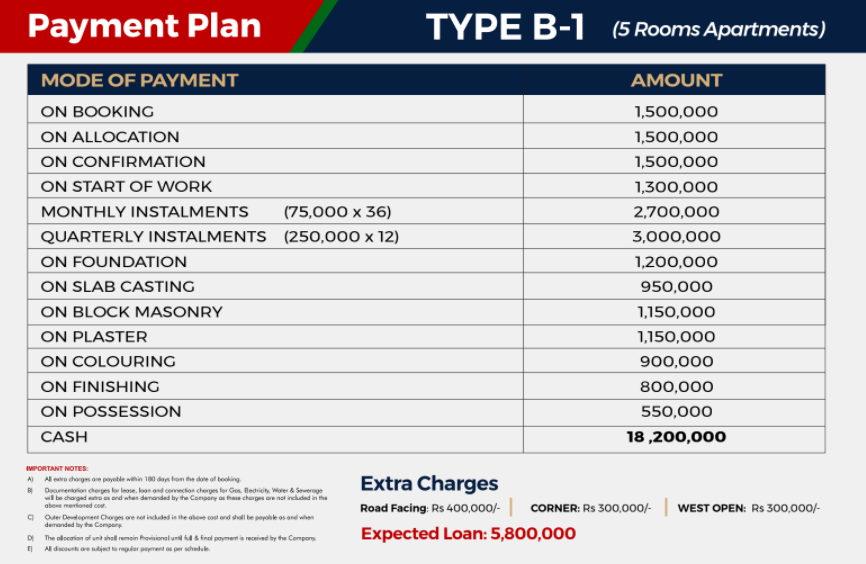 Payment Plan TYPE B-1 (5 Rooms Apartments)
MODE OF PAYMENT AMOUNT
ON BOOKING 1,500,000
ON ALLOCATION 1,500,000
ON CONFIRMATION 1,500,000
ON START OF WORK 1,300,000
MONTHLY INSTALMENTS (75,000 x 36) 2,700,000
QUARTERLY INSTALMENTS (250,000 x 12) 3,000,000
ON FOUNDATION 1,200,000
ON SLAB CASTING 950,000
ON BLOCK MASONRY 1,150,000
ON PLASTER 1,150,000
ON COLOURING 900,000
ON FINISHING 800,000
ON POSSESSION 550,000
CASH 18 ,200,000
IMPORTANT NOTES:
A) All extra charges are payable within 180 days from the date of booking.
B) Documentation charges for lease, loan and connection charges for Gas, Electricity, Water & Sewerage
will be charged extra as and when demanded by the Company as these charges are not included in the
above mentioned cost.
C) Outer Development Charges are not included in the above cost and shall be payable as and when
demanded by the Company.
D) The allocation of unit shall remain Provisional until full & final payment is received by the Company.
E) All discounts are subject to regular payment as per schedule.
Extra Charges
Road Facing: Rs 400,000/- CORNER: Rs 300,000/- WEST OPEN: Rs 300,000/-
Expected Loan: 5,800,000